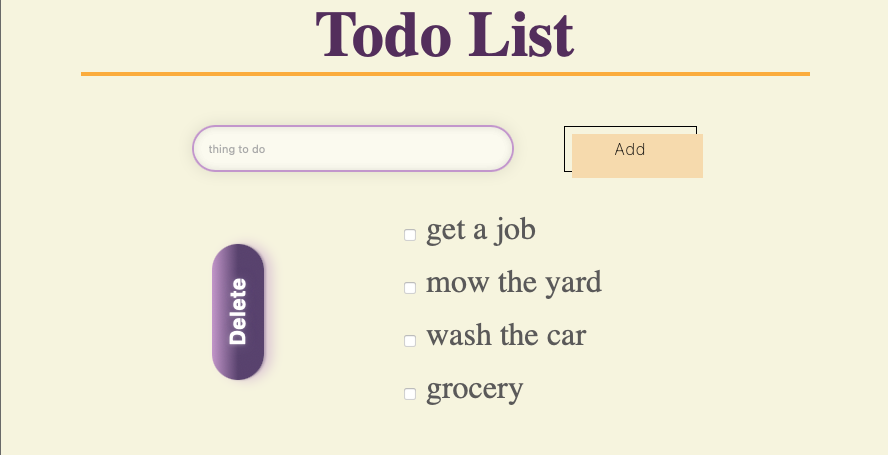 Todo List
thing to do
Add
get a job
Delete
mow the yard
wash the car
grocery